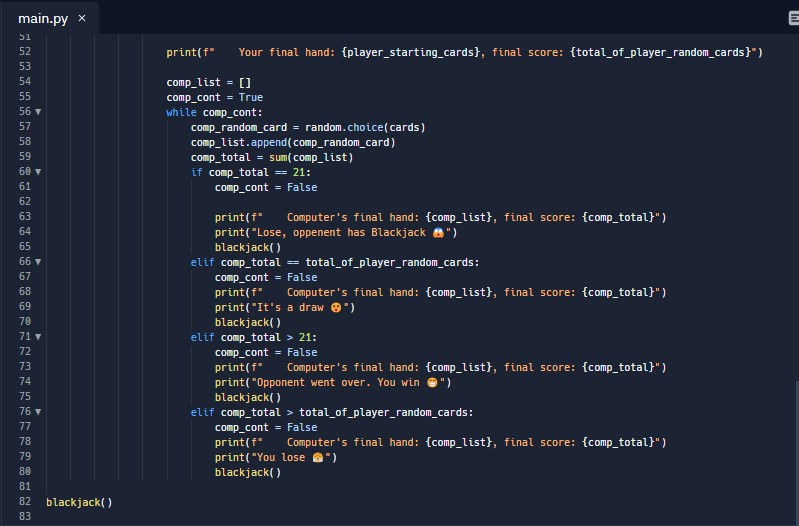 main.py ×
51
52 print(f"    Your final hand: {player_starting_cards}, final score: {total_of_player_random_cards}")
53
54 comp_list = []
55 comp_cont = True
56 while comp_cont:
57 comp_random_card = random.choice(cards)
58 comp_list.append(comp_random_card)
59 comp_total = sum(comp_list)
60 if comp_total == 21:
61 comp_cont = False
62
63 print(f"    Computer's final hand: {comp_list}, final score: {comp_total}")
64 print("Lose, oppenent has Blackjack 😱")
65 blackjack()
66 elif comp_total == total_of_player_random_cards:
67 comp_cont = False
68 print(f"    Computer's final hand: {comp_list}, final score: {comp_total}")
69 print("It's a draw 😲")
70 blackjack()
71 elif comp_total > 21:
72 comp_cont = False
73 print(f"    Computer's final hand: {comp_list}, final score: {comp_total}")
74 print("Opponent went over. You win 😁")
75 blackjack()
76 elif comp_total > total_of_player_random_cards:
77 comp_cont = False
78 print(f"    Computer's final hand: {comp_list}, final score: {comp_total}")
79 print("You lose 😤")
80 blackjack()
81
82 blackjack()
83